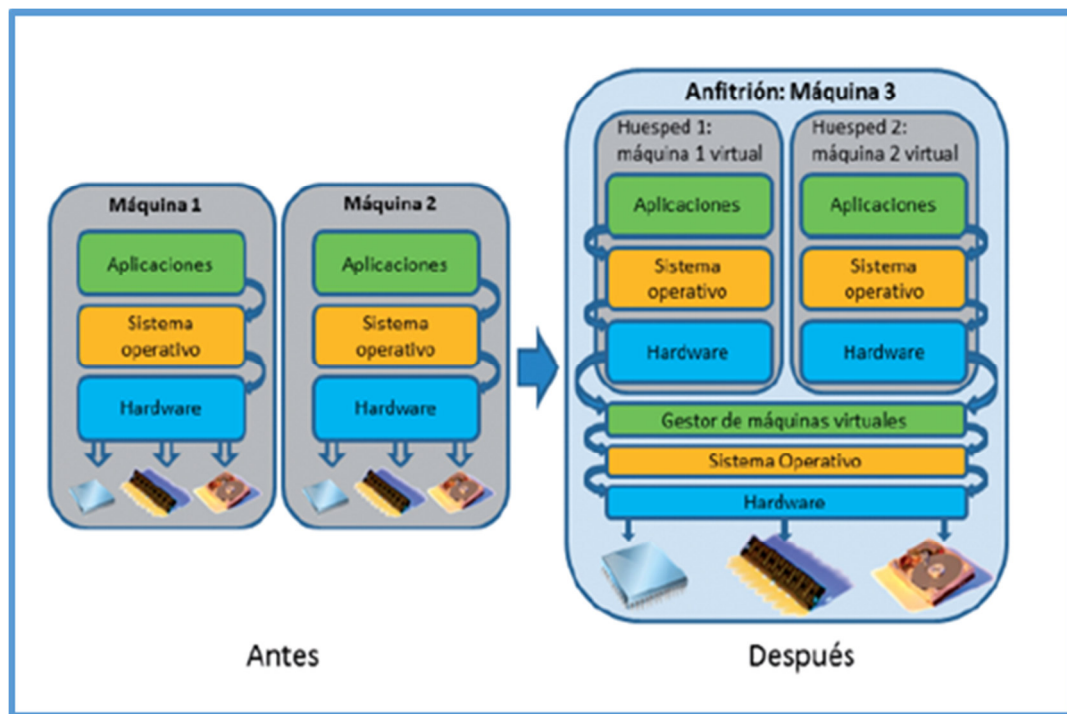 Máquina 1
Aplicaciones
Sistema
operativo
Hardware
Máquina 2
Aplicaciones
Sistema
operativo
Hardware
Antes
Anfitrión: Máquina 3
Huesped 1:
máquina 1 virtual
Aplicaciones
Sistema
operativo
Hardware
Huesped 2:
máquina 2 virtual
Aplicaciones
Sistema
operativo
Hardware
Gestor de máquinas virtuales
Sistema Operativo
Hardware
Después